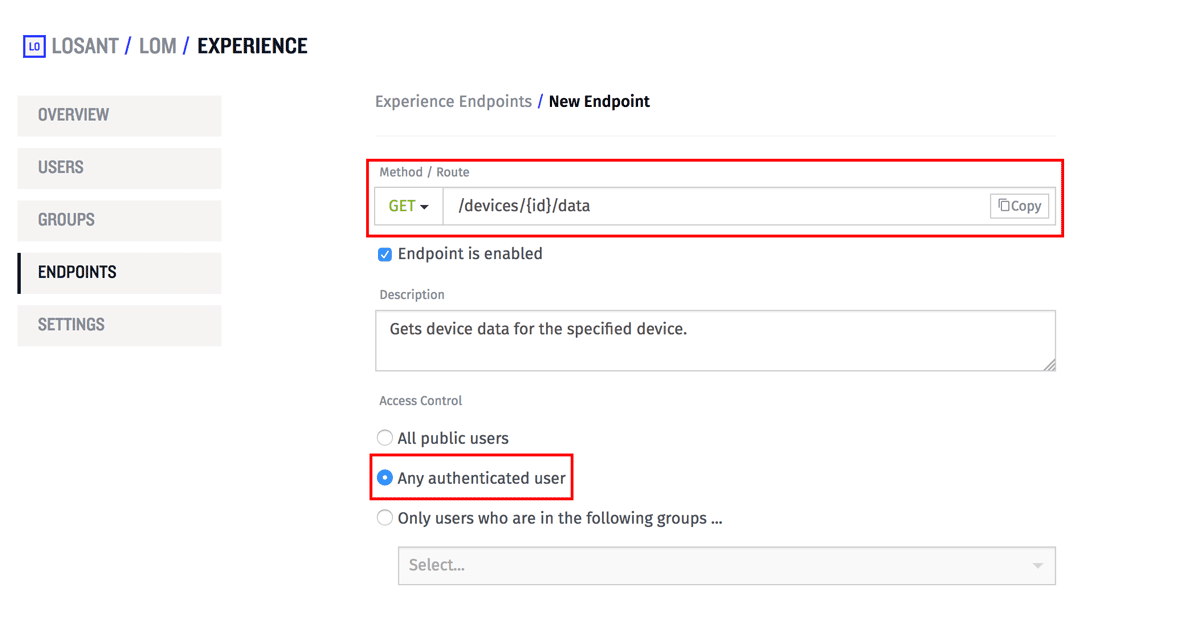 LO LOSANT / LOM / EXPERIENCE
OVERVIEW
USERS
GROUPS
ENDPOINTS
SETTINGS
Experience Endpoints / New Endpoint
Method / Route
GET /devices/{id}/data Copy
Endpoint is enabled
Description
Gets device data for the specified device.
Access Control
All public users
Any authenticated user
Only users who are in the following groups ...
Select...